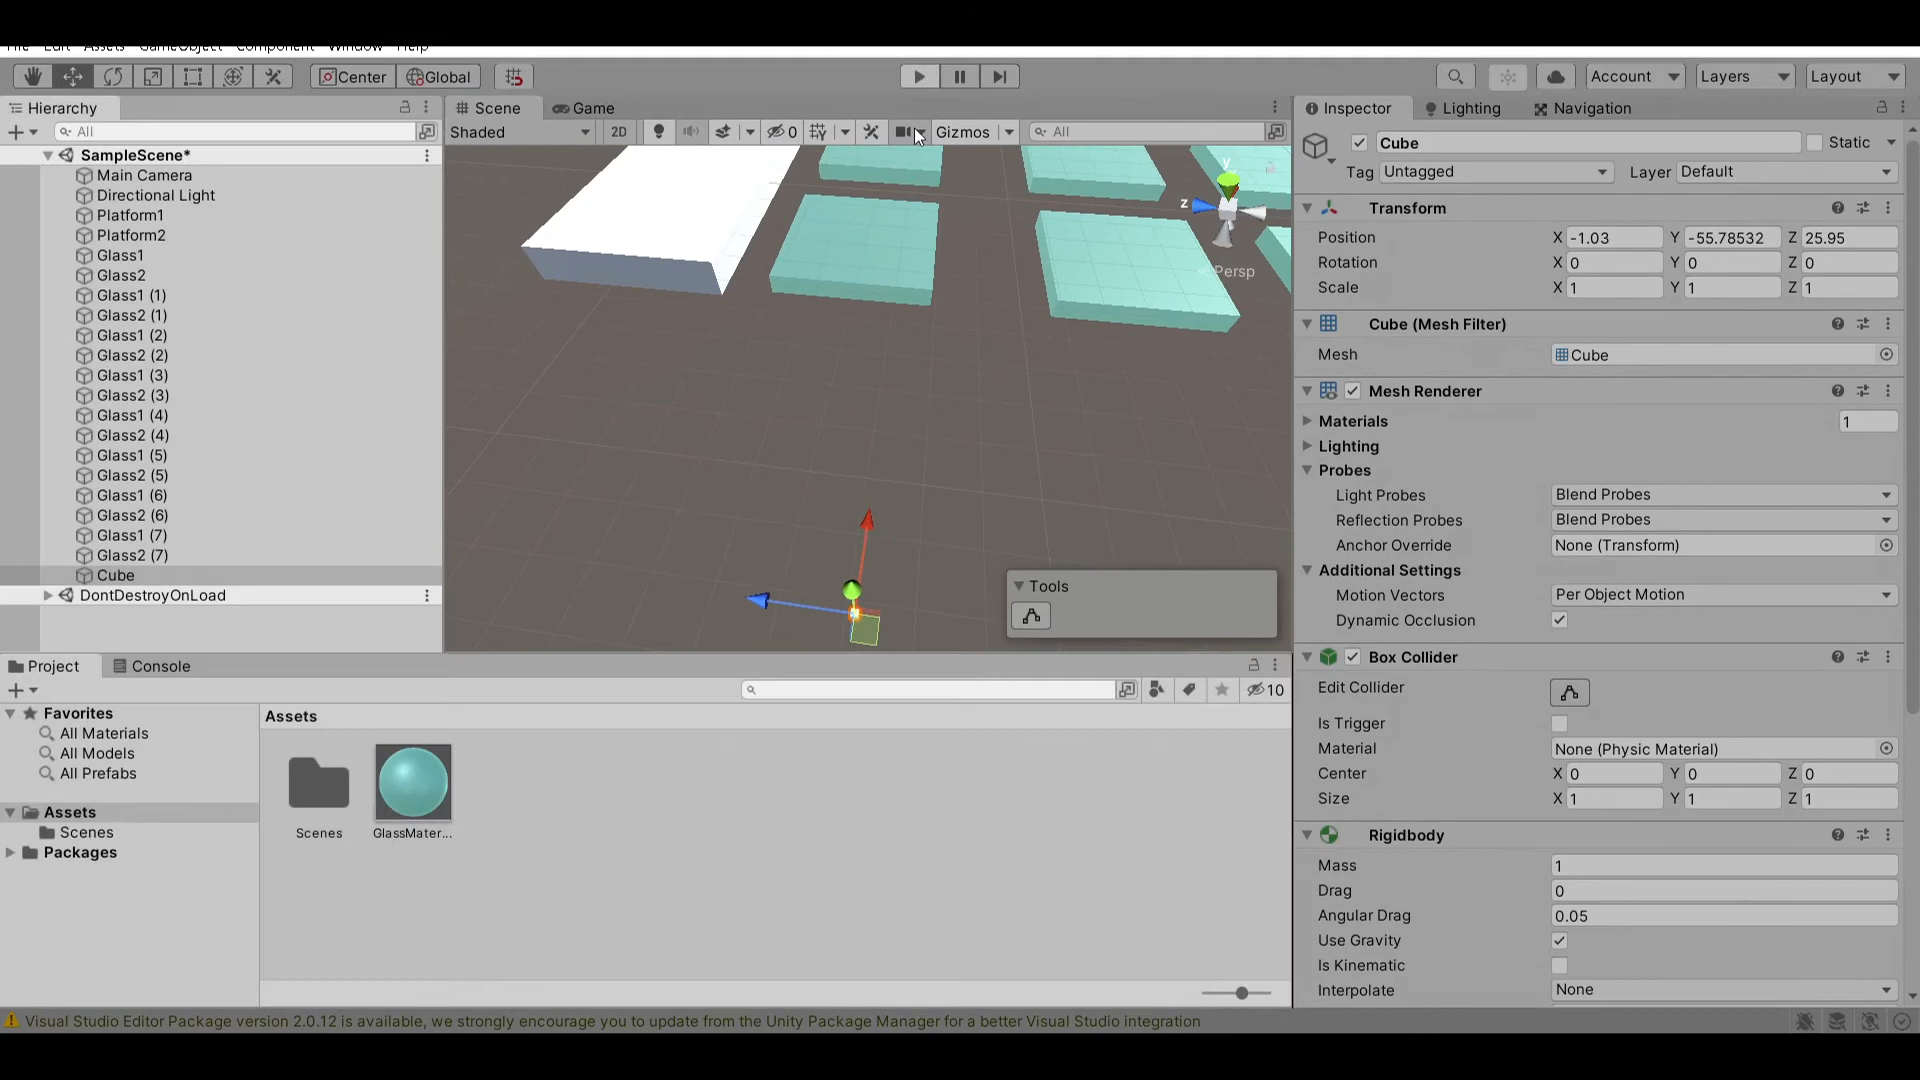 File Edit Assets GameObject Component Window Help
Center Global
Account Layers Layout
Hierarchy
All
SampleScene*
Main Camera
Directional Light
Platform1
Platform2
Glass1
Glass2
Glass1 (1)
Glass2 (1)
Glass1 (2)
Glass2 (2)
Glass1 (3)
Glass2 (3)
Glass1 (4)
Glass2 (4)
Glass1 (5)
Glass2 (5)
Glass1 (6)
Glass2 (6)
Glass1 (7)
Glass2 (7)
Cube
DontDestroyOnLoad
Scene Game
Shaded 2D 0 Gizmos All
y
z
Persp
Tools
Inspector Lighting Navigation
Cube Static
Tag Untagged Layer Default
Transform
Position X -1.03 Y -55.78532 Z 25.95
Rotation X 0 Y 0 Z 0
Scale X 1 Y 1 Z 1
Cube (Mesh Filter)
Mesh Cube
Mesh Renderer
Materials 1
Lighting
Probes
Light Probes Blend Probes
Reflection Probes Blend Probes
Anchor Override None (Transform)
Additional Settings
Motion Vectors Per Object Motion
Dynamic Occlusion
Box Collider
Edit Collider
Is Trigger
Material None (Physic Material)
Center X 0 Y 0 Z 0
Size X 1 Y 1 Z 1
Rigidbody
Mass 1
Drag 0
Angular Drag 0.05
Use Gravity
Is Kinematic
Interpolate None
Project Console
10
Favorites
All Materials
All Models
All Prefabs
Assets
Scenes
Packages
Assets
Scenes GlassMater...
Visual Studio Editor Package version 2.0.12 is available, we strongly encourage you to update from the Unity Package Manager for a better Visual Studio integration